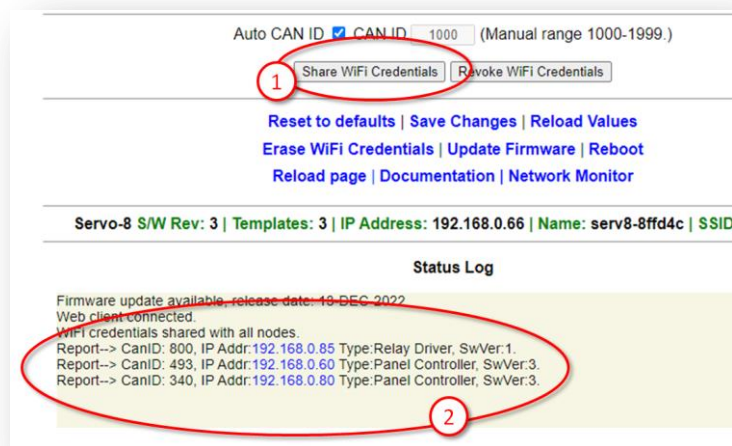 Auto CAN ID CAN ID 1000 (Manual range 1000-1999.)
1
Share WiFi Credentials Revoke WiFi Credentials
Reset to defaults | Save Changes | Reload Values
Erase WiFi Credentials | Update Firmware | Reboot
Reload page | Documentation | Network Monitor
Servo-8 S/W Rev: 3 | Templates: 3 | IP Address: 192.168.0.66 | Name: serv8-8ffd4c | SSID
Status Log
Firmware update available, release date: 13-DEC-2022
Web client connected.
WiFi credentials shared with all nodes.
Report--> CanID: 800, IP Addr:192.168.0.85 Type:Relay Driver, SwVer:1.
Report--> CanID: 493, IP Addr:192.168.0.60 Type:Panel Controller, SwVer:3.
Report--> CanID: 340, IP Addr:192.168.0.80 Type:Panel Controller, SwVer:3.
2